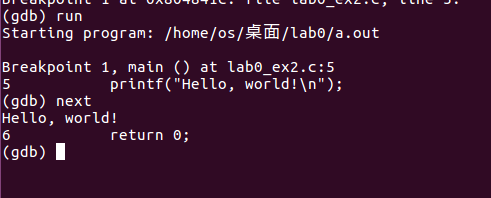 Breakpoint 1 at 0x804841c: file lab0_ex2.c, line 5.
(gdb) run
Starting program: /home/os/桌面/lab0/a.out
Breakpoint 1, main () at lab0_ex2.c:5
5 printf("Hello, world!\n");
(gdb) next
Hello, world!
6 return 0;
(gdb)